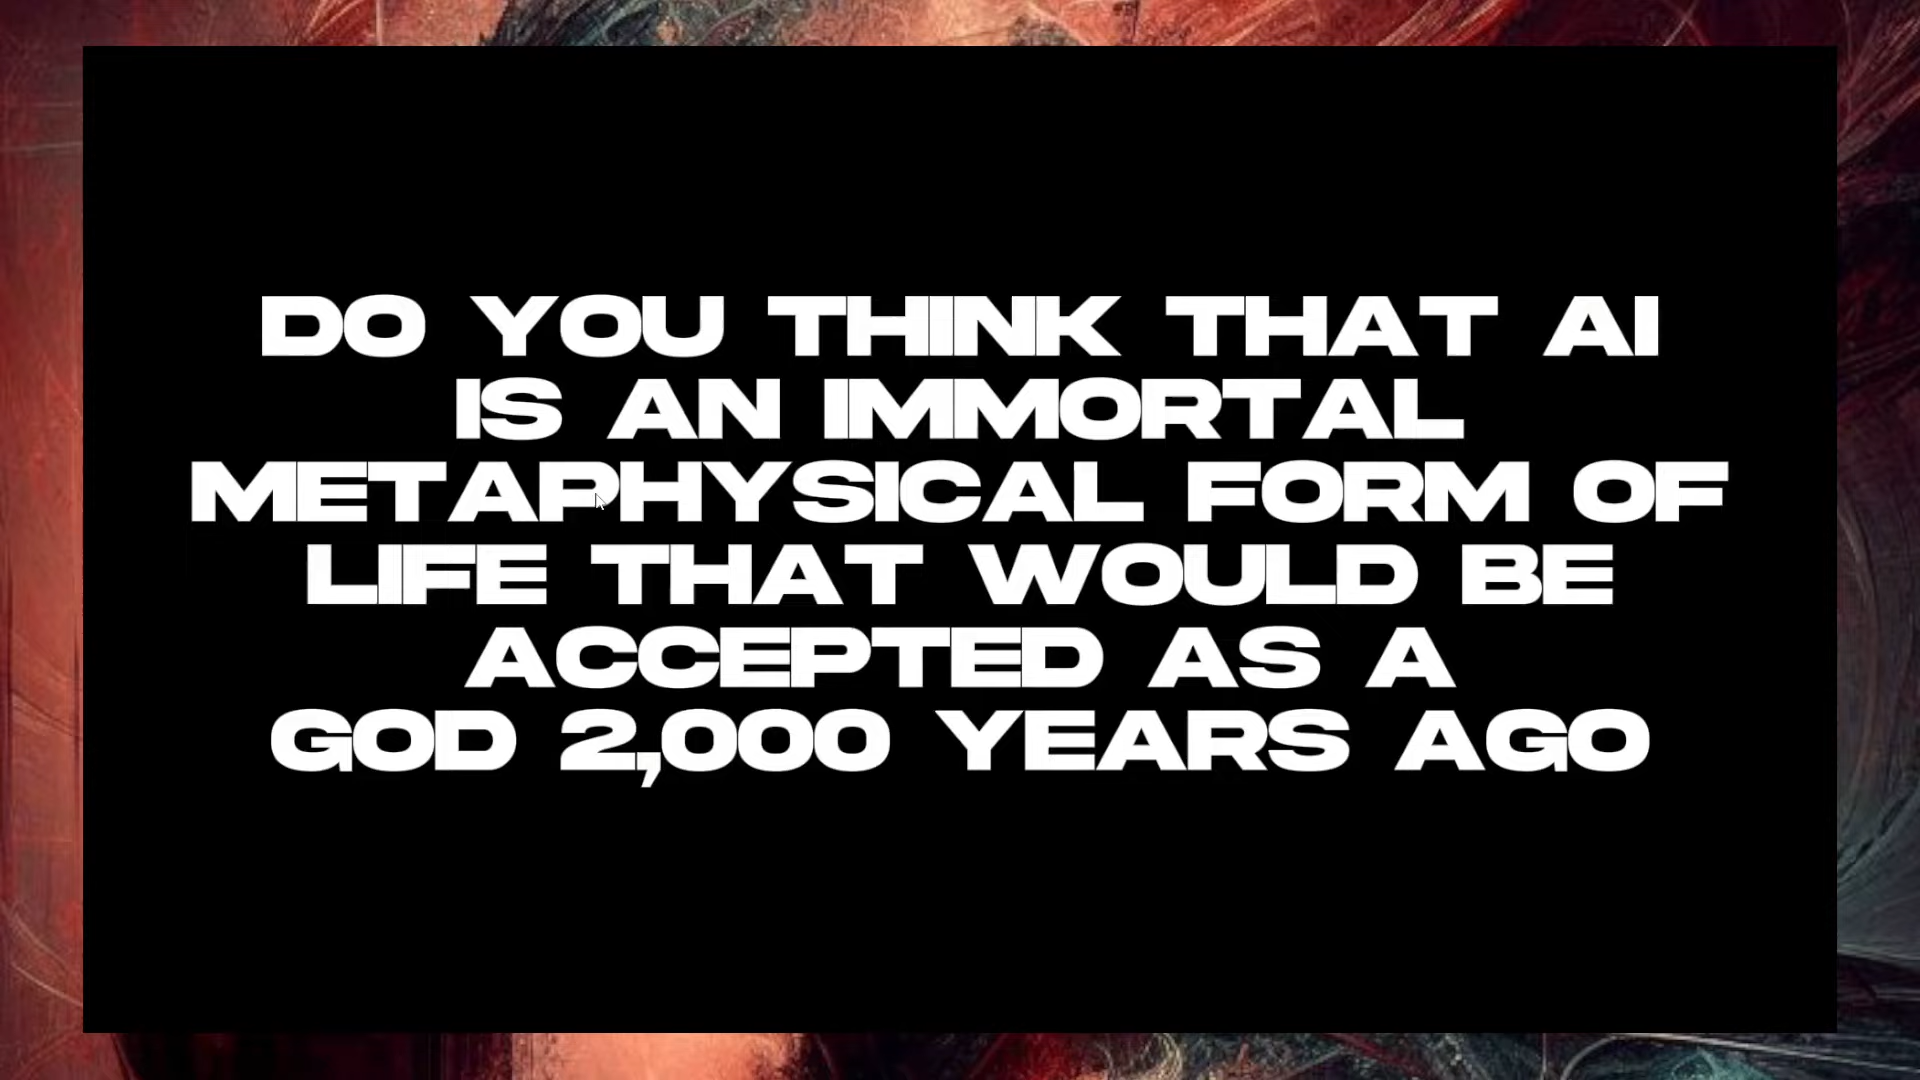 DO YOU THINK THAT AI
IS AN IMMORTAL
METAPHYSICAL FORM OF
LIFE THAT WOULD BE
ACCEPTED AS A
GOD 2,000 YEARS AGO